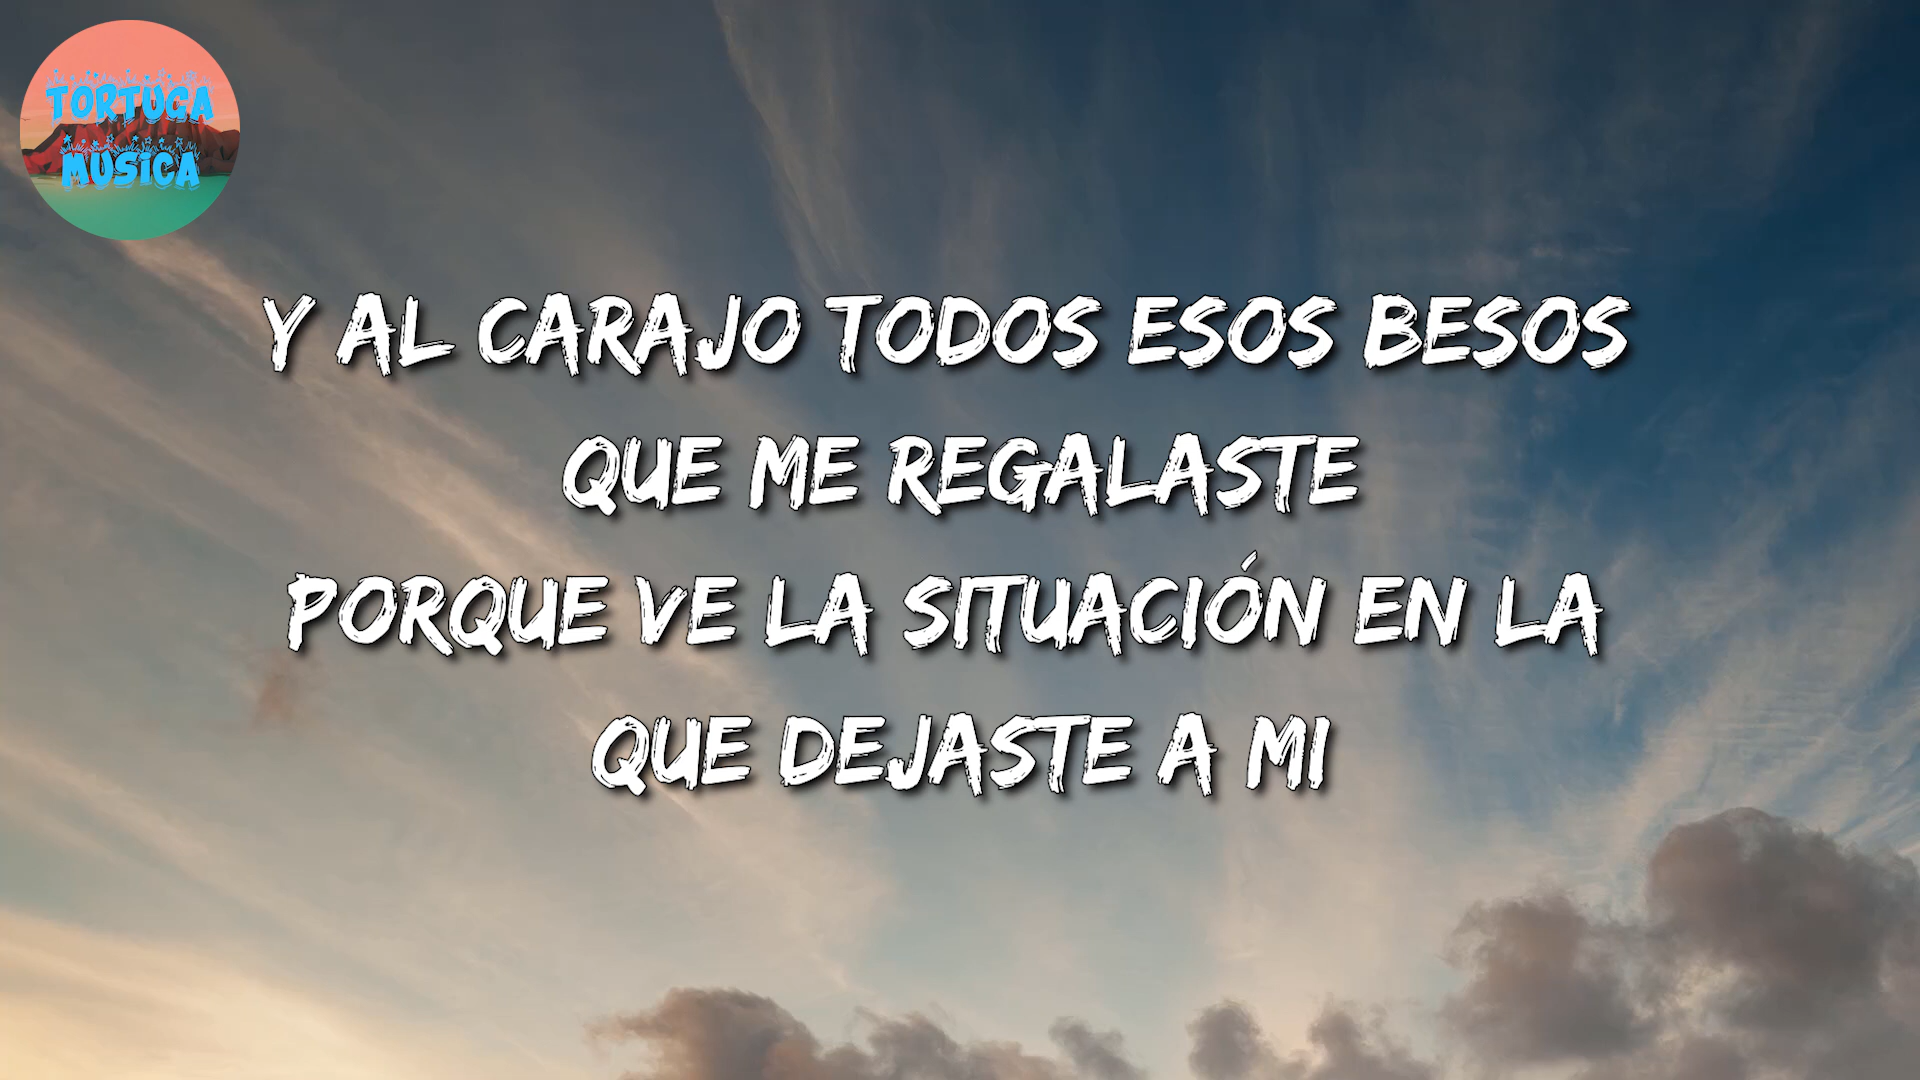 TORTUGA
MUSICA
Y AL CARAJO TODOS ESOS BESOS
QUE ME REGALASTE
PORQUE VE LA SITUACIÓN EN LA
QUE DEJASTE A MI